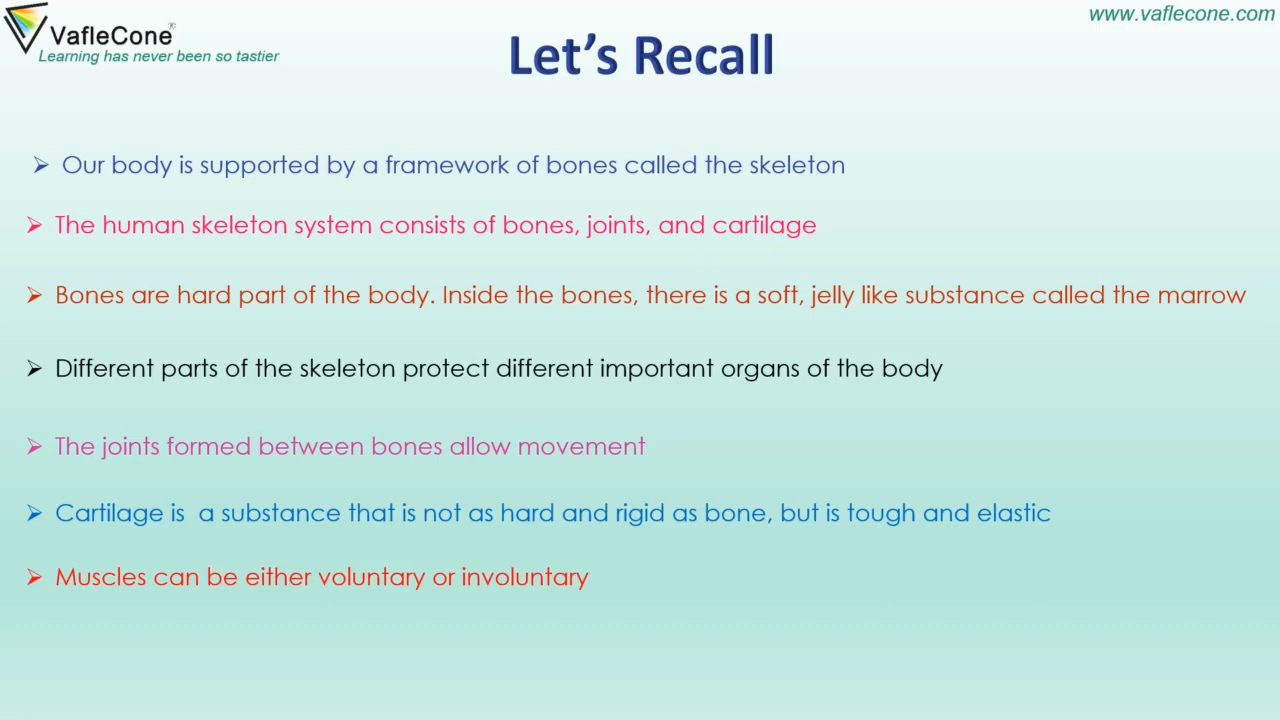 www.vaflecone.com
VafleCone®
Learning has never been so tastier
Let's Recall
➢ Our body is supported by a framework of bones called the skeleton
➢ The human skeleton system consists of bones, joints, and cartilage
➢ Bones are hard part of the body. Inside the bones, there is a soft, jelly like substance called the marrow
➢ Different parts of the skeleton protect different important organs of the body
➢ The joints formed between bones allow movement
➢ Cartilage is  a substance that is not as hard and rigid as bone, but is tough and elastic
➢ Muscles can be either voluntary or involuntary